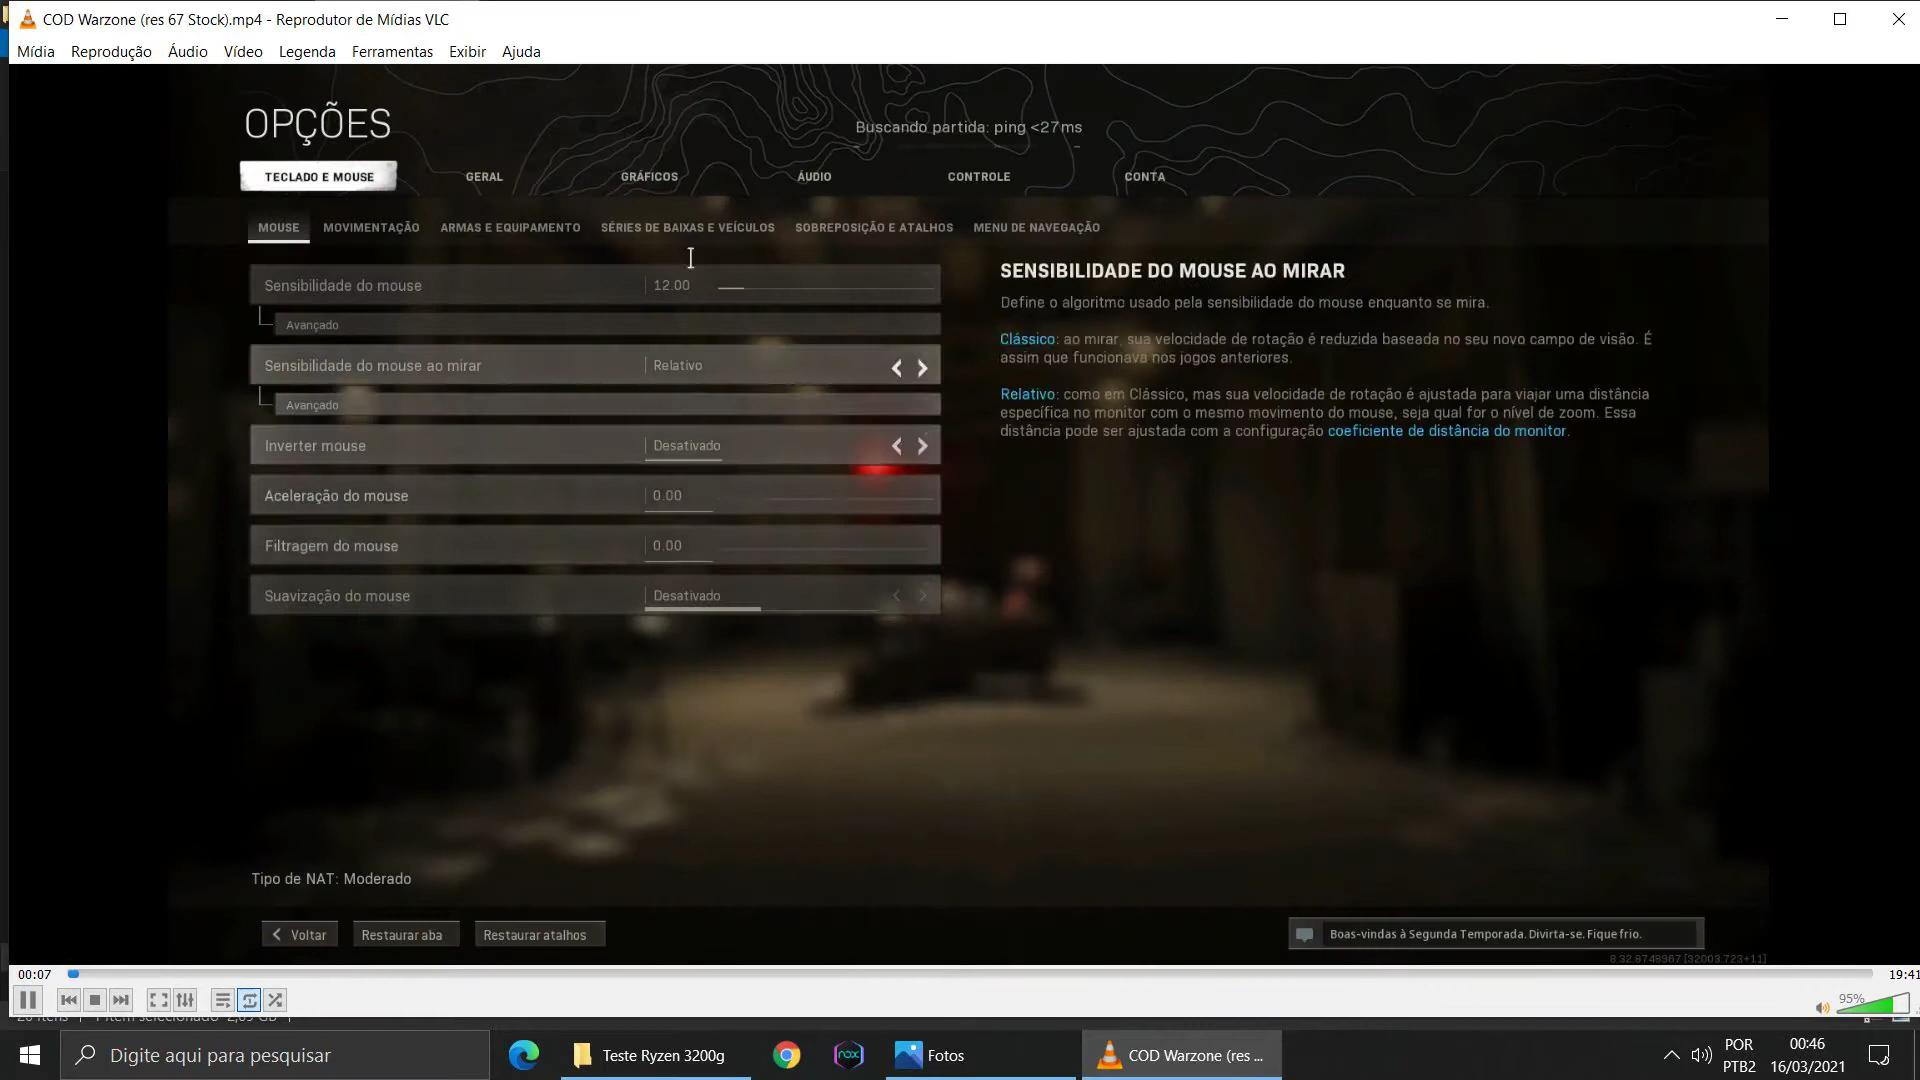 COD Warzone (res 67 Stock).mp4 - Reprodutor de Mídias VLC
Mídia Reprodução Áudio Vídeo Legenda Ferramentas Exibir Ajuda
OPÇÕES
Buscando partida: ping <27ms
TECLADO E MOUSE GERAL GRÁFICOS ÁUDIO CONTROLE CONTA
MOUSE MOVIMENTAÇÃO ARMAS E EQUIPAMENTO SÉRIES DE BAIXAS E VEÍCULOS SOBREPOSIÇÃO E ATALHOS MENU DE NAVEGAÇÃO
Sensibilidade do mouse 12.00
Avançado
Sensibilidade do mouse ao mirar Relativo
Avançado
Inverter mouse Desativado
Aceleração do mouse 0.00
Filtragem do mouse 0.00
Suavização do mouse Desativado
SENSIBILIDADE DO MOUSE AO MIRAR
Define o algoritmo usado pela sensibilidade do mouse enquanto se mira.
Clássico: ao mirar, sua velocidade de rotação é reduzida baseada no seu novo campo de visão. É
assim que funcionava nos jogos anteriores.
Relativo: como em Clássico, mas sua velocidade de rotação é ajustada para viajar uma distância
específica no monitor com o mesmo movimento do mouse, seja qual for o nível de zoom. Essa
distância pode ser ajustada com a configuração coeficiente de distância do monitor.
Tipo de NAT: Moderado
Voltar Restaurar aba Restaurar atalhos
Boas-vindas à Segunda Temporada. Divirta-se. Fique frio.
8.32.8748967 [32003.723+11]
00:07 19:41
95%
Digite aqui para pesquisar
Teste Ryzen 3200g
nox
Fotos
COD Warzone (res ...
POR
PTB2
00:46
16/03/2021